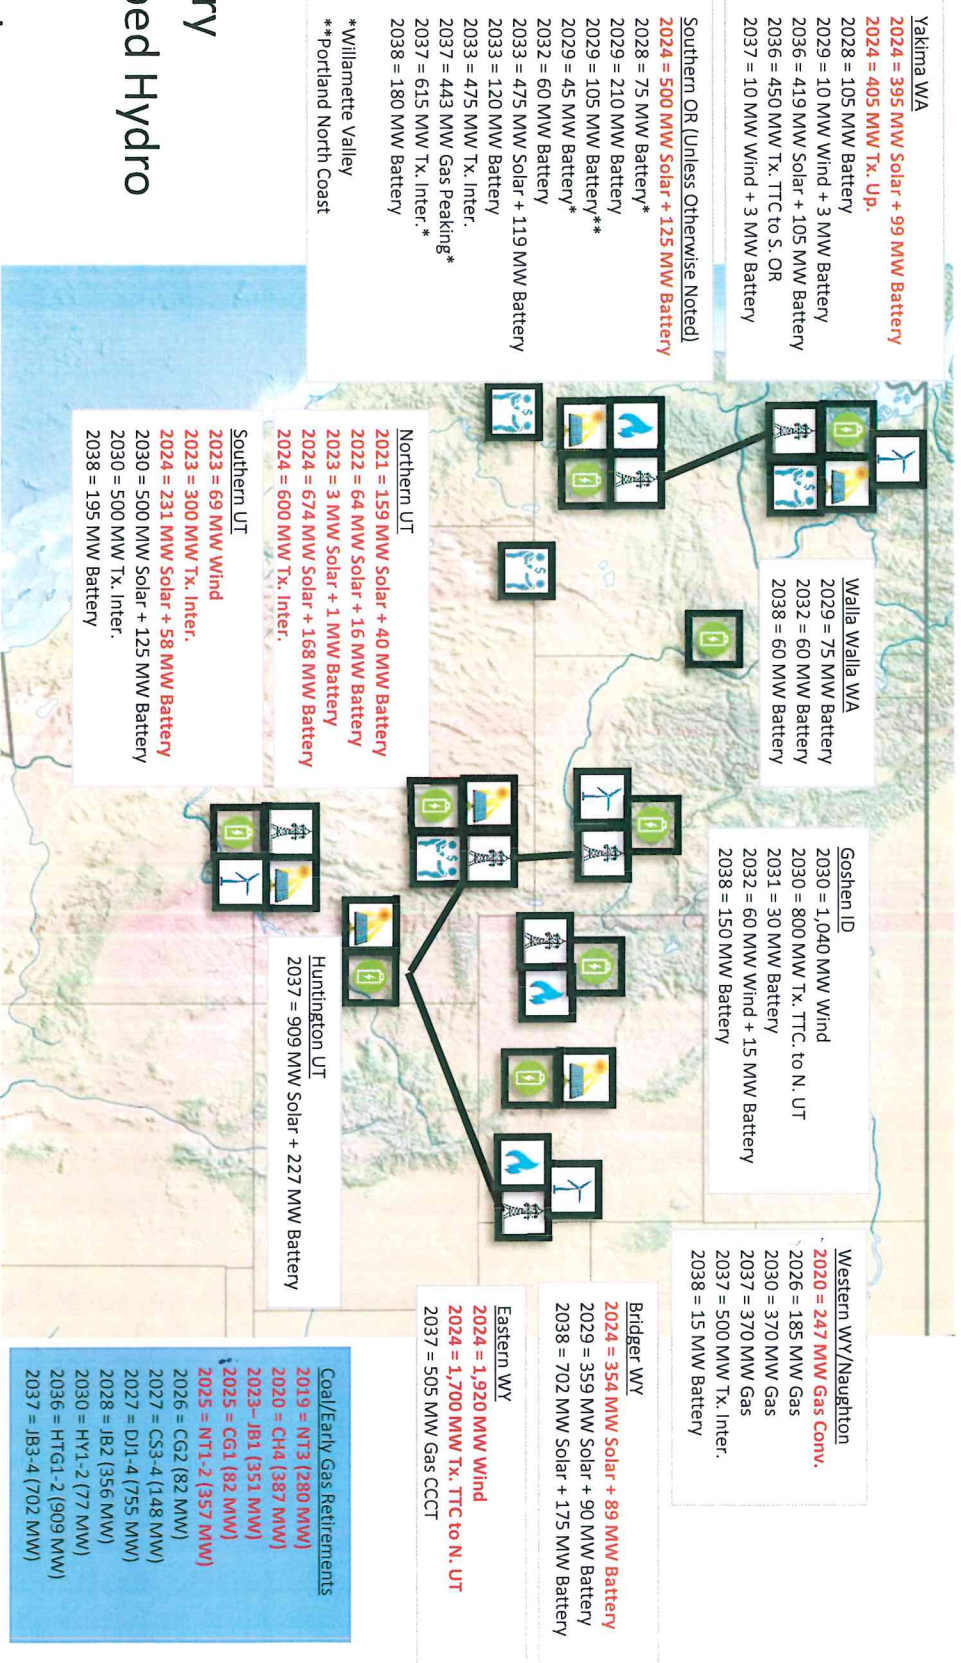 ry
ped Hydro
Yakima WA
2024 = 395 MW Solar + 99 MW Battery
2024 = 405 MW Tx. Up.
2028 = 105 MW Battery
2029 = 10 MW Wind + 3 MW Battery
2036 = 419 MW Solar + 105 MW Battery
2036 = 450 MW Tx. TTC to S. OR
2037 = 10 MW Wind + 3 MW Battery
Southern OR (Unless Otherwise Noted)
2024 = 500 MW Solar + 125 MW Battery
2028 = 75 MW Battery*
2029 = 210 MW Battery
2029 = 105 MW Battery**
2029 = 45 MW Battery*
2032 = 60 MW Battery
2033 = 475 MW Solar + 119 MW Battery
2033 = 120 MW Battery
2033 = 475 MW Tx. Inter.
2037 = 443 MW Gas Peaking*
2037 = 615 MW Tx. Inter.*
2038 = 180 MW Battery
*Willamette Valley
**Portland North Coast
Walla Walla WA
2029 = 75 MW Battery
2032 = 60 MW Battery
2038 = 60 MW Battery
Northern UT
2021 = 159 MW Solar + 40 MW Battery
2022 = 64 MW Solar + 16 MW Battery
2023 = 3 MW Solar + 1 MW Battery
2024 = 674 MW Solar + 168 MW Battery
2024 = 600 MW Tx. Inter.
Southern UT
2023 = 69 MW Wind
2023 = 300 MW Tx. Inter.
2024 = 231 MW Solar + 58 MW Battery
2030 = 500 MW Solar + 125 MW Battery
2030 = 500 MW Tx. Inter.
2038 = 195 MW Battery
Goshen ID
2030 = 1,040 MW Wind
2030 = 800 MW Tx. TTC. to N. UT
2031 = 30 MW Battery
2032 = 60 MW Wind + 15 MW Battery
2038 = 150 MW Battery
Huntington UT
2037 = 909 MW Solar + 227 MW Battery
Western WY/Naughton
2020 = 247 MW Gas Conv.
2026 = 185 MW Gas
2030 = 370 MW Gas
2037 = 370 MW Gas
2037 = 500 MW Tx. Inter.
2038 = 15 MW Battery
Bridger WY
2024 = 354 MW Solar + 89 MW Battery
2029 = 359 MW Solar + 90 MW Battery
2038 = 702 MW Solar + 175 MW Battery
Eastern WY
2024 = 1,920 MW Wind
2024 = 1,700 MW Tx. TTC to N. UT
2037 = 505 MW Gas CCCT
Coal/Early Gas Retirements
2019 = NT3 (280 MW)
2020 = CH4 (387 MW)
2023– JB1 (351 MW)
2025 = CG1 (82 MW)
2025 = NT1-2 (357 MW)
2026 = CG2 (82 MW)
2027 = CS3-4 (148 MW)
2027 = DJ1-4 (755 MW)
2028 = JB2 (356 MW)
2030 = HY1-2 (77 MW)
2036 = HTG1-2 (909 MW)
2037 = JB3-4 (702 MW)